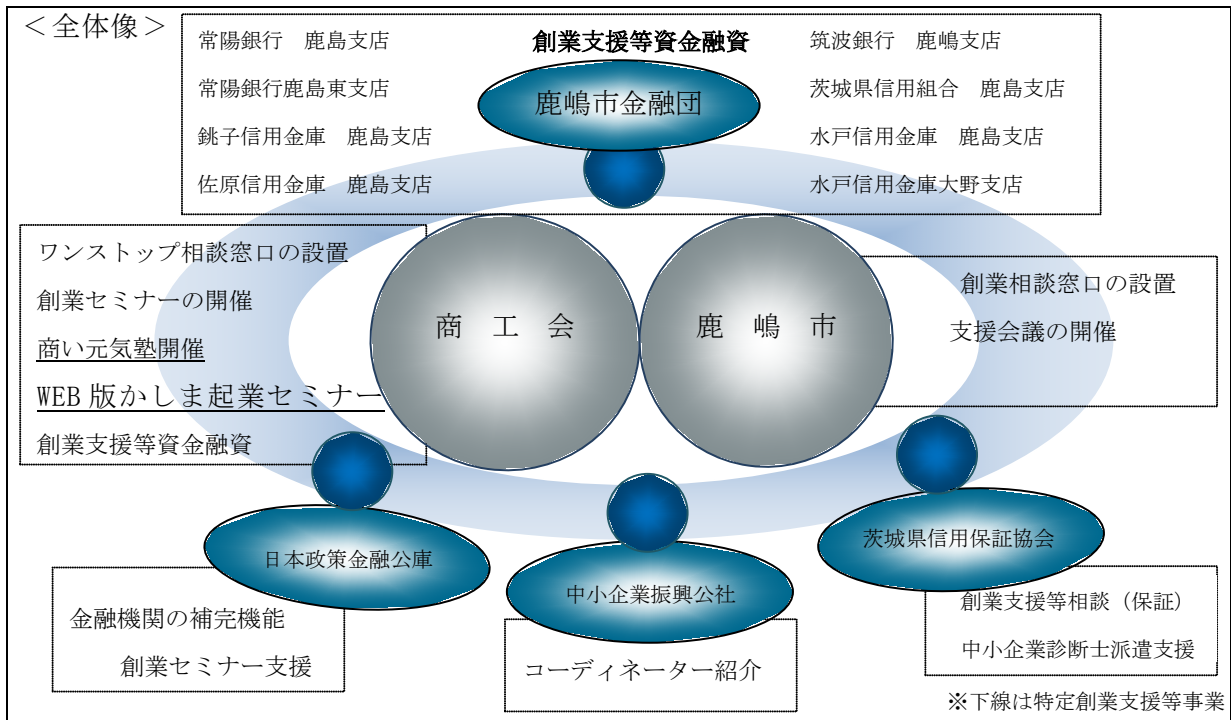 ＜全体像＞
常陽銀行　鹿島支店
常陽銀行鹿島東支店
銚子信用金庫　鹿島支店
佐原信用金庫　鹿島支店
創業支援等資金融資
鹿嶋市金融団
筑波銀行　鹿嶋支店
茨城県信用組合　鹿島支店
水戸信用金庫　鹿島支店
水戸信用金庫大野支店
ワンストップ相談窓口の設置
創業セミナーの開催
商い元気塾開催
WEB版かしま起業セミナー
創業支援等資金融資
商　工　会
鹿　嶋　市
創業相談窓口の設置
支援会議の開催
日本政策金融公庫
金融機関の補完機能
創業セミナー支援
中小企業振興公社
コーディネーター紹介
茨城県信用保証協会
創業支援等相談（保証）
中小企業診断士派遣支援
※下線は特定創業支援等事業